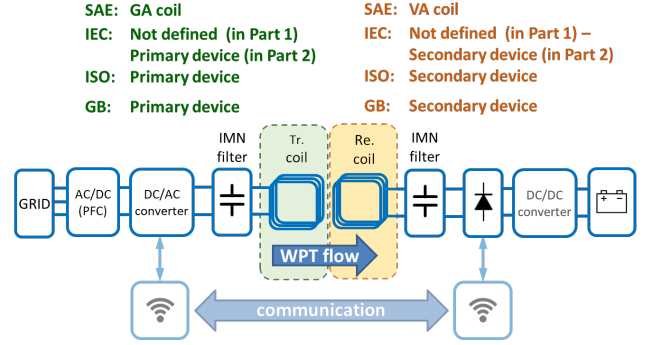 SAE: GA coil
IEC: Not defined (in Part 1)
Primary device (in Part 2)
ISO: Primary device
GB: Primary device
SAE: VA coil
IEC: Not defined (in Part 1) –
Secondary device (in Part 2)
ISO: Secondary device
GB: Secondary device
IMN
filter
Tr.
coil
Re.
coil
IMN
filter
GRID
AC/DC
(PFC)
DC/AC
converter
DC/DC
converter
WPT flow
communication